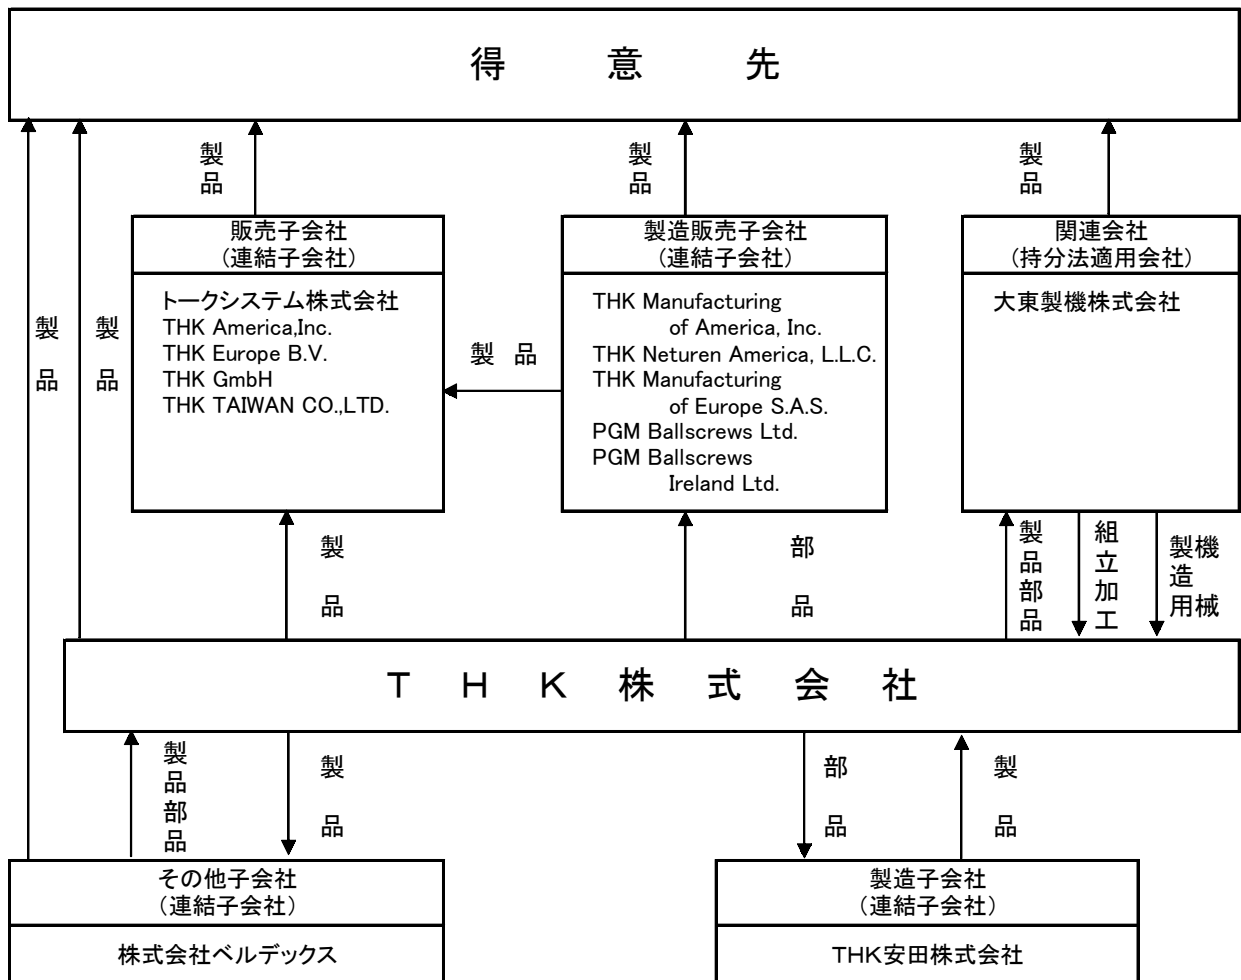 得意先
製品
製品
製品
販売子会社
（連結子会社）
トークシステム株式会社
THK America,Inc.
THK Europe B.V.
THK GmbH
THK TAIWAN CO.,LTD.
製造販売子会社
（連結子会社）
THK Manufacturing
of America, Inc.
THK Neturen America, L.L.C.
THK Manufacturing
of Europe S.A.S.
PGM Ballscrews Ltd.
PGM Ballscrews
Ireland Ltd.
関連会社
（持分法適用会社）
大東製機株式会社
製品
製品
製品
製品
部品
製品部品
組立加工
製造用
機械
ＴＨＫ株式会社
製品部品
製品
部品
製品
その他子会社
（連結子会社）
株式会社ベルデックス
製造子会社
（連結子会社）
THK安田株式会社